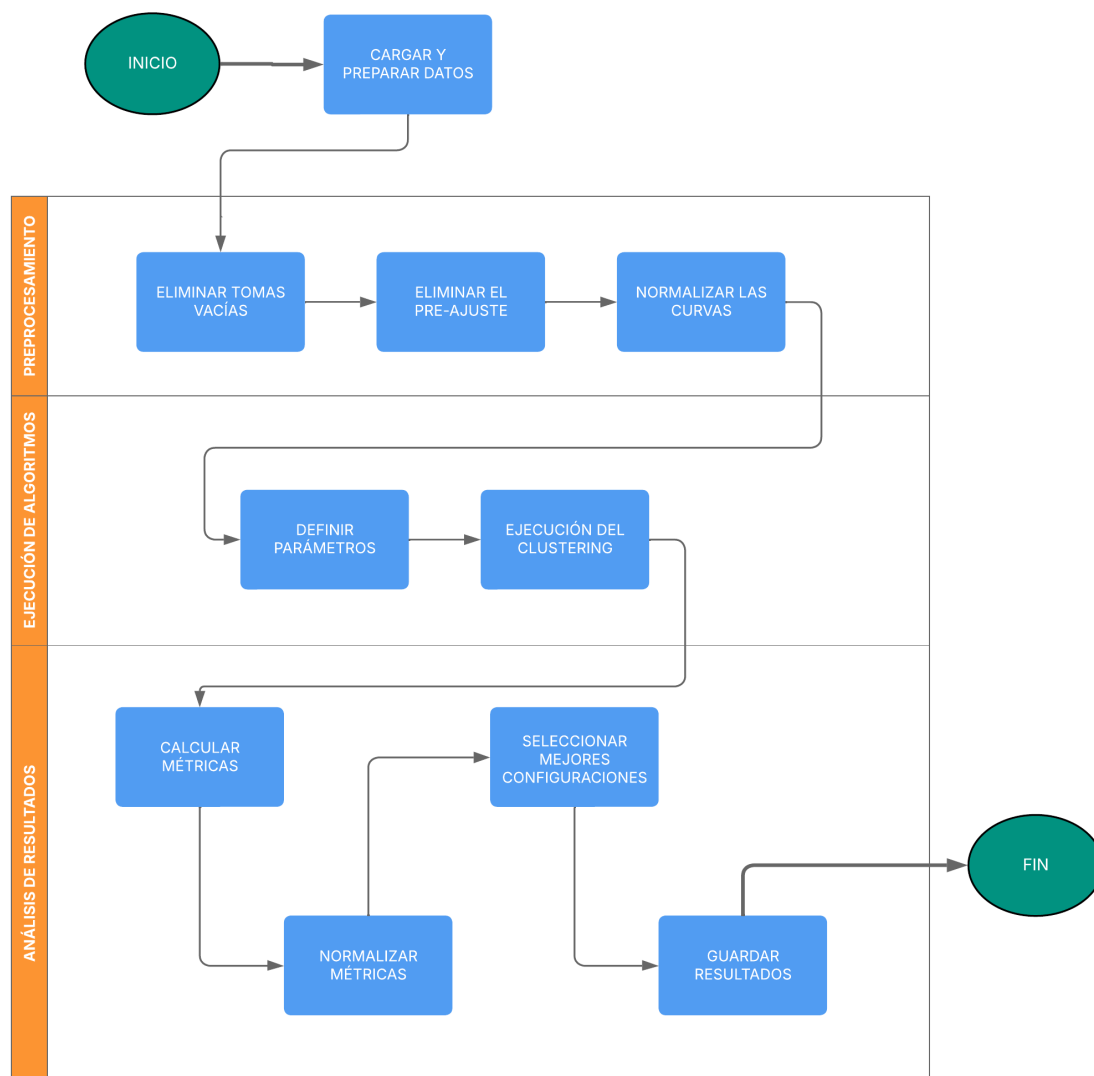 INICIO
CARGAR Y
PREPARAR DATOS
PREPROCESAMIENTO
ELIMINAR TOMAS
VACÍAS
ELIMINAR EL
PRE-AJUSTE
NORMALIZAR LAS
CURVAS
EJECUCIÓN DE ALGORITMOS
DEFINIR
PARÁMETROS
EJECUCIÓN DEL
CLUSTERING
ANÁLISIS DE RESULTADOS
CALCULAR
MÉTRICAS
NORMALIZAR
MÉTRICAS
SELECCIONAR
MEJORES
CONFIGURACIONES
GUARDAR
RESULTADOS
FIN